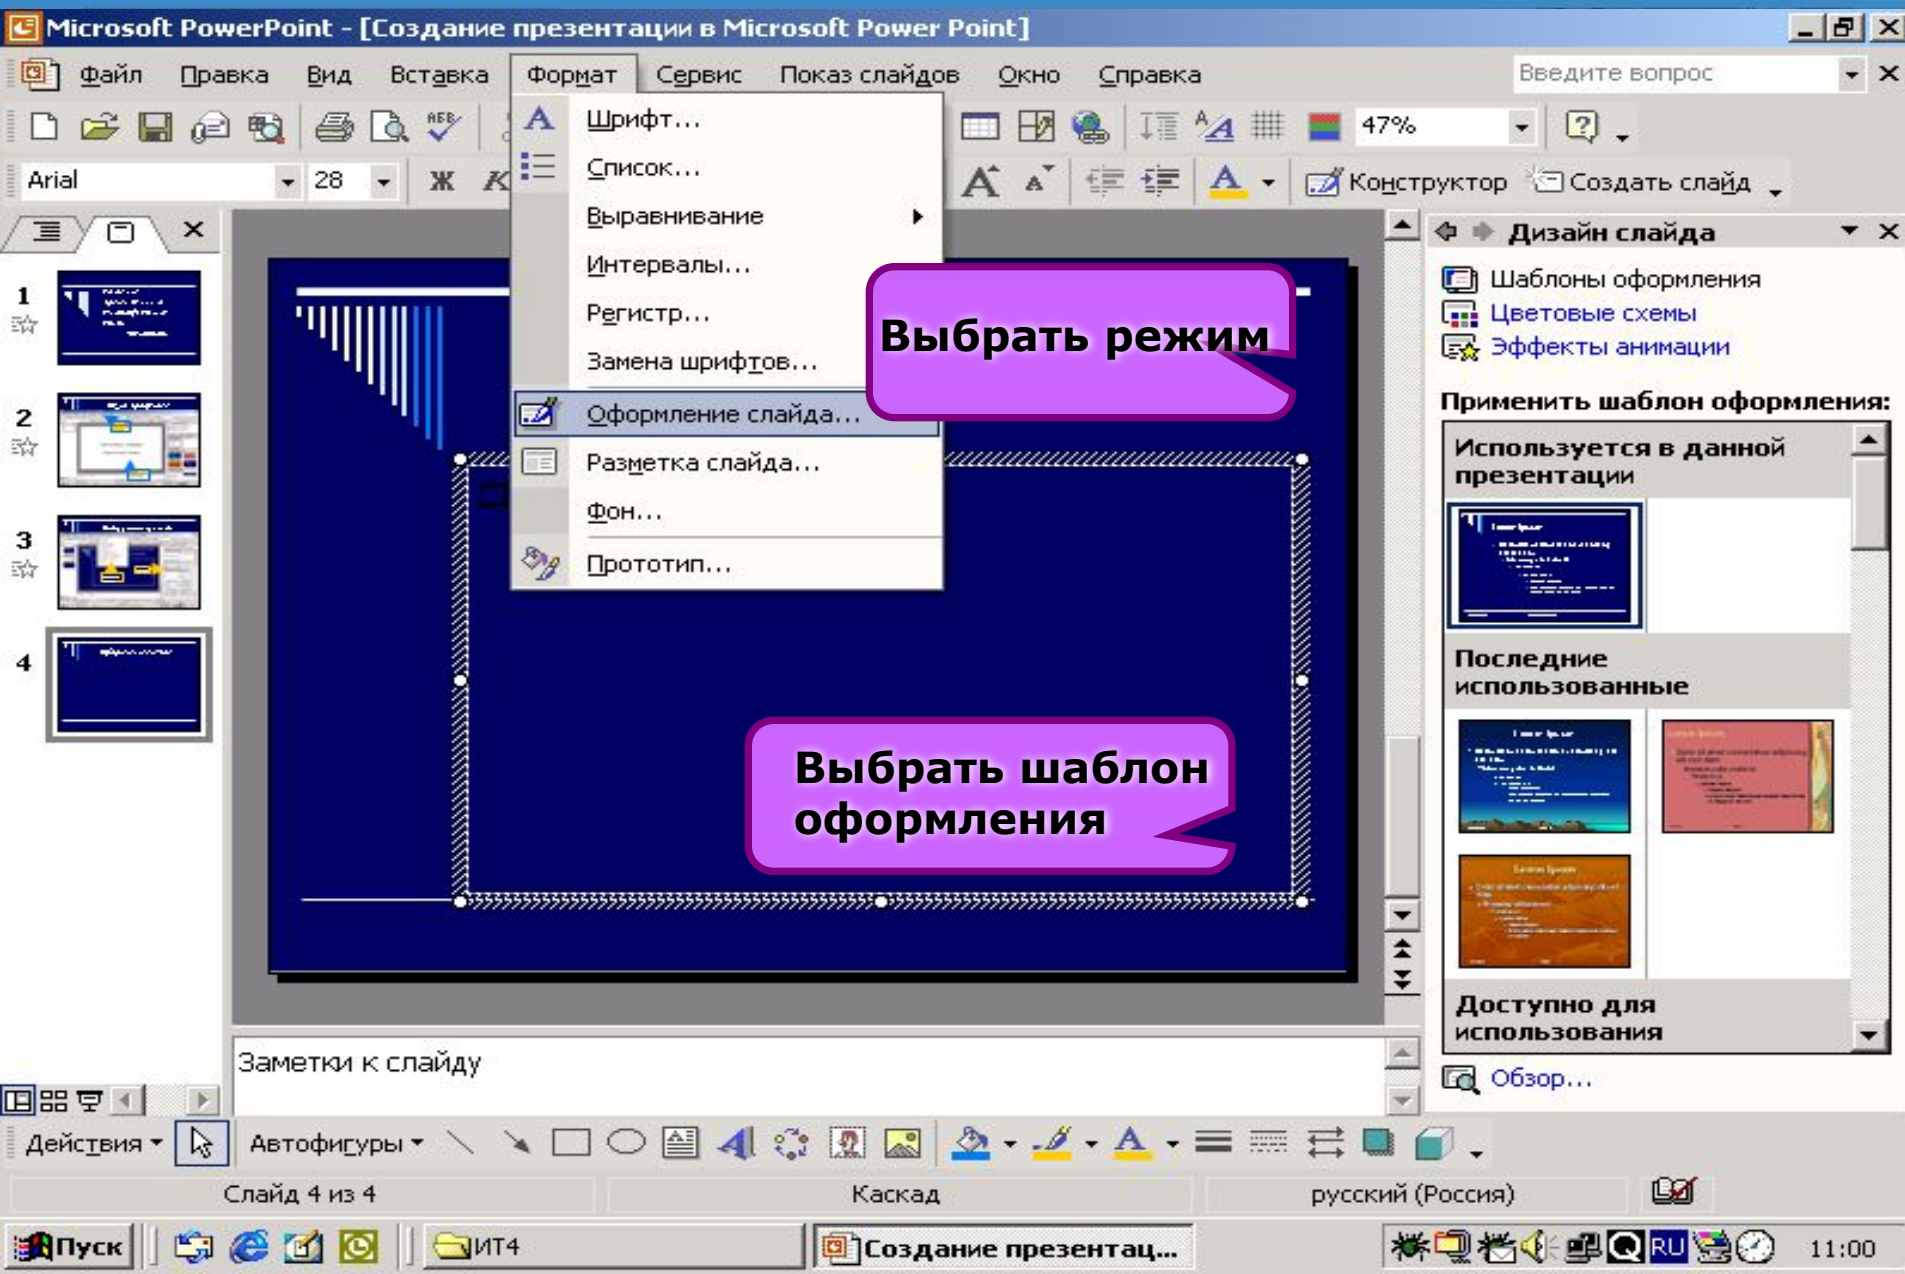 Microsoft PowerPoint - [Создание презентации в Microsoft Power Point]
Файл Правка Вид Вставка Формат Сервис Показ слайдов Окно Справка Введите вопрос
47%
Arial 28 Ж К Конструктор Создать слайд
Шрифт...
Список...
Выравнивание
Интервалы...
Регистр...
Замена шрифтов...
Оформление слайда...
Разметка слайда...
Фон...
Прототип...
1
2
3
4
Выбрать режим
Выбрать шаблон
оформления
Дизайн слайда
Шаблоны оформления
Цветовые схемы
Эффекты анимации
Применить шаблон оформления:
Используется в данной
презентации
Последние
использованные
Доступно для
использования
Обзор...
Заметки к слайду
Действия Автофигуры
Слайд 4 из 4 Каскад русский (Россия)
Пуск ИТ4 Создание презентац... RU 11:00